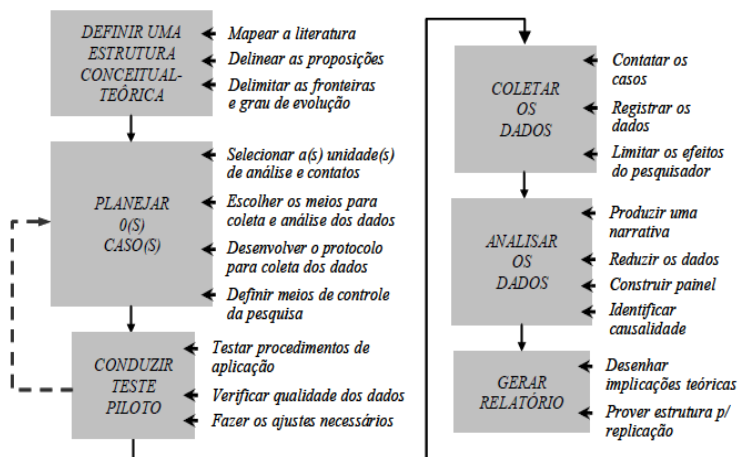 DEFINIR UMA
ESTRUTURA
CONCEITUAL-
TEÓRICA
Mapear a literatura
Delinear as proposições
Delimitar as fronteiras
e grau de evolução
PLANEJAR
0(S)
CASO(S)
Selecionar a(s) unidade(s)
de análise e contatos
Escolher os meios para
coleta e análise dos dados
Desenvolver o protocolo
para coleta dos dados
Definir meios de controle
da pesquisa
CONDUZIR
TESTE
PILOTO
Testar procedimentos de
aplicação
Verificar qualidade dos dados
Fazer os ajustes necessários
COLETAR
OS
DADOS
Contatar os
casos
Registrar os
dados
Limitar os efeitos
do pesquisador
ANALISAR
OS
DADOS
Produzir uma
narrativa
Reduzir os dados
Construir painel
Identificar
causalidade
GERAR
RELATÓRIO
Desenhar
implicações teóricas
Prover estrutura p/
replicação